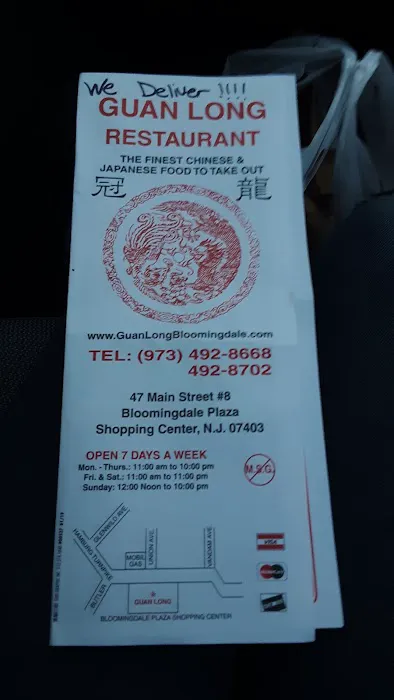 We Deliver !!!!
GUAN LONG
RESTAURANT
THE FINEST CHINESE &
JAPANESE FOOD TO TAKE OUT
冠 龍
www.GuanLongBloomingdale.com
TEL: (973) 492-8668
492-8702
47 Main Street #8
Bloomingdale Plaza
Shopping Center, N.J. 07403
OPEN 7 DAYS A WEEK
Mon. - Thurs.: 11:00 am to 10:00 pm
Fri. & Sat.: 11:00 am to 11:00 pm
Sunday: 12:00 Noon to 10:00 pm
M.S.G.
GLENWILD AVE
HAMBURG TURNPIKE
BUTLER
MOBIL
GAS
UNION AVE.
VANDAM AVE
GUAN LONG
BLOOMINGDALE PLAZA SHOPPING CENTER
VISA
MasterCard